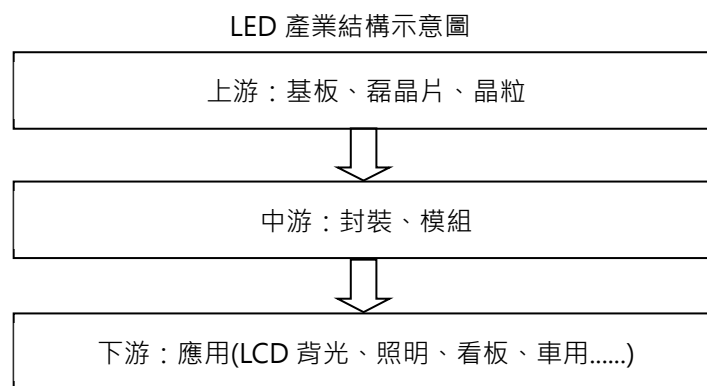 LED 產業結構示意圖
上游：基板、磊晶片、晶粒
中游：封裝、模組
下游：應用(LCD 背光、照明、看板、車用......)